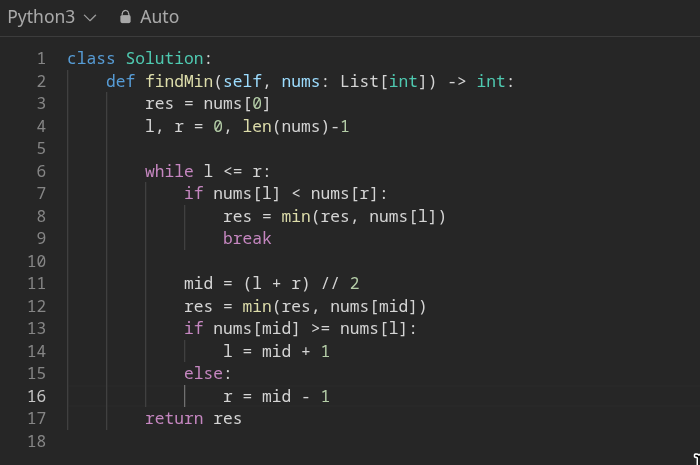 Python3 Auto
1 class Solution:
2     def findMin(self, nums: List[int]) -> int:
3         res = nums[0]
4         l, r = 0, len(nums)-1
5
6         while l <= r:
7             if nums[l] < nums[r]:
8                 res = min(res, nums[l])
9                 break
10
11             mid = (l + r) // 2
12             res = min(res, nums[mid])
13             if nums[mid] >= nums[l]:
14                 l = mid + 1
15             else:
16                 r = mid - 1
17         return res
18